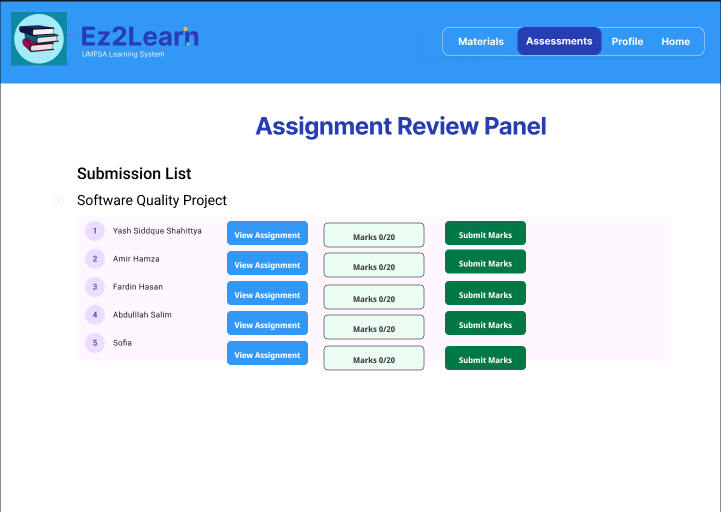 Ez2Learn
UMPSA Learning System
Materials Assessments Profile Home
Assignment Review Panel
Submission List
Software Quality Project
1 Yash Siddque Shahittya View Assignment Marks 0/20 Submit Marks
2 Amir Hamza View Assignment Marks 0/20 Submit Marks
3 Fardin Hasan View Assignment Marks 0/20 Submit Marks
4 Abdulllah Salim View Assignment Marks 0/20 Submit Marks
5 Sofia View Assignment Marks 0/20 Submit Marks